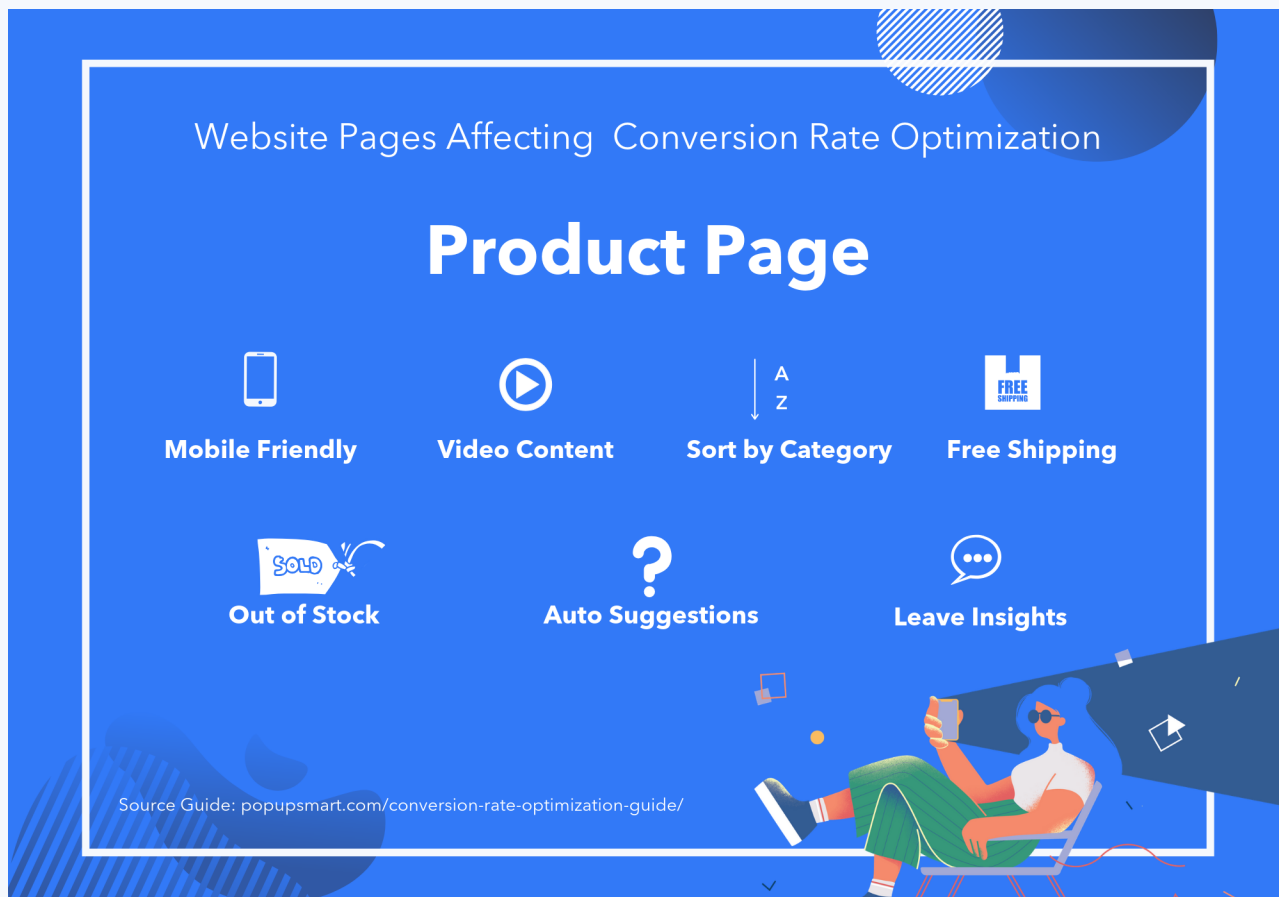 Website Pages Affecting Conversion Rate Optimization
Product Page
A
Z
FREE
SHIPPING
Mobile Friendly
Video Content
Sort by Category
Free Shipping
SOLD
Out of Stock
Auto Suggestions
Leave Insights
Source Guide: popupsmart.com/conversion-rate-optimization-guide/